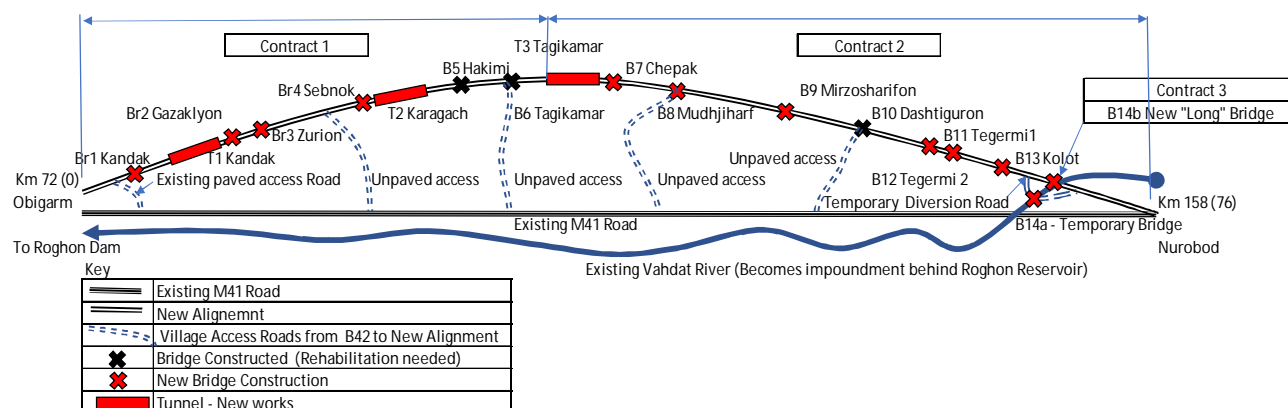 Contract 1
Contract 2
T3 Tagikamar
B5 Hakimi
B7 Chepak
Br4 Sebnok
T2 Karagach
B6 Tagikamar
B8 Mudhjiharf
B9 Mirzosharifon
Contract 3
B14b New "Long" Bridge
Br2 Gazaklyon
Br3 Zurion
B10 Dashtiguron
B11 Tegermi1
Br1 Kandak
T1 Kandak
Unpaved access
B13 Kolot
Km 72 (0)
Obigarm
Existing paved access Road
Unpaved access
Unpaved access
Unpaved access
B12 Tegermi 2
Temporary Diversion Road
Km 158 (76)
Existing M41 Road
B14a - Temporary Bridge
To Roghon Dam
Nurobod
Existing Vahdat River (Becomes impoundment behind Roghon Reservoir)
Key
Existing M41 Road
New Alignemnt
Village Access Roads from B42 to New Alignment
Bridge Constructed (Rehabilitation needed)
New Bridge Construction
Tunnel - New works